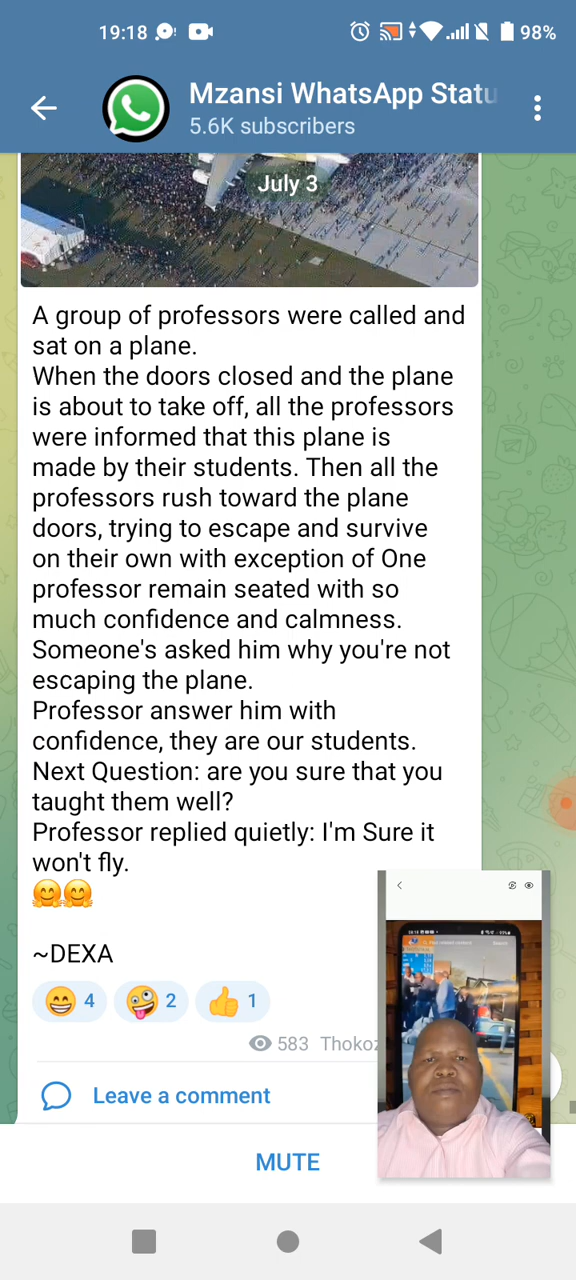 19:18
98%
Mzansi WhatsApp Statu
5.6K subscribers
July 3
A group of professors were called and
sat on a plane.
When the doors closed and the plane
is about to take off, all the professors
were informed that this plane is
made by their students. Then all the
professors rush toward the plane
doors, trying to escape and survive
on their own with exception of One
professor remain seated with so
much confidence and calmness.
Someone's asked him why you're not
escaping the plane.
Professor answer him with
confidence, they are our students.
Next Question: are you sure that you
taught them well?
Professor replied quietly: I'm Sure it
won't fly.
🤗🤗
~DEXA
😁 4 🤪 2 👍 1
583 Thokoz
Leave a comment
MUTE